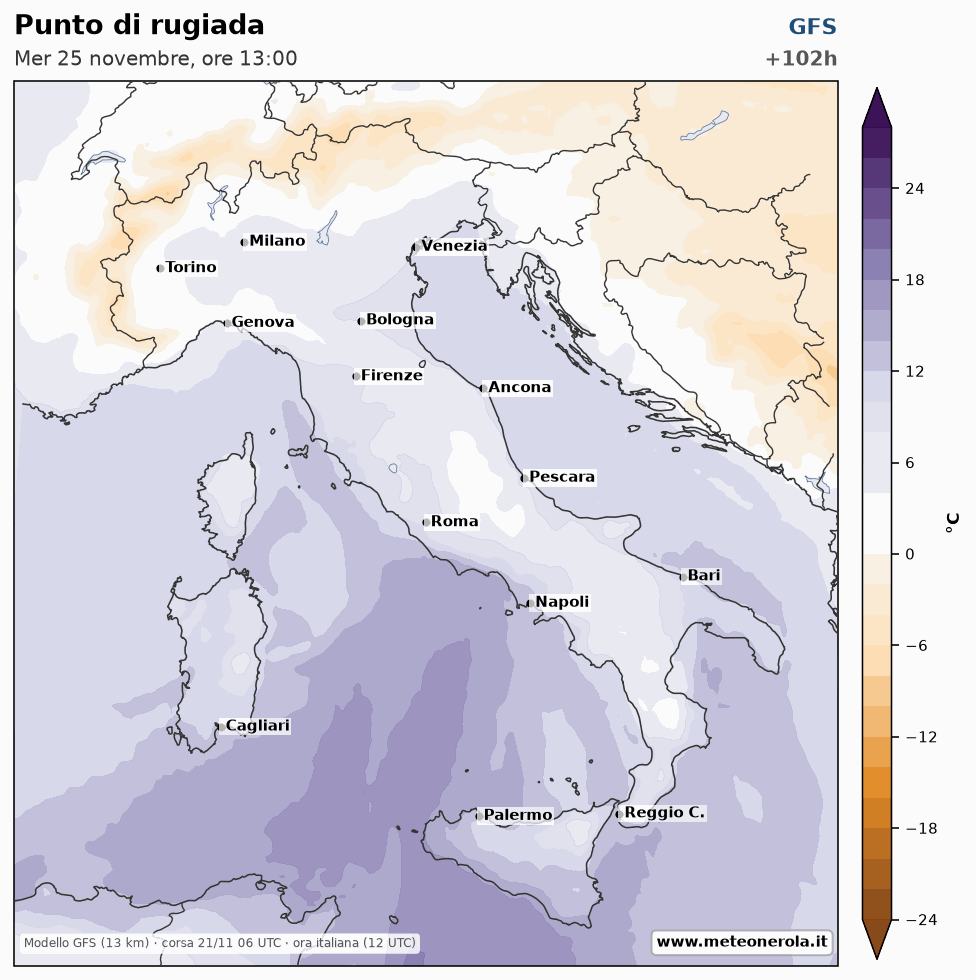 Punto di rugiada
GFS
Mer 25 novembre, ore 13:00
+102h
Milano
Venezia
Torino
Genova
Bologna
Firenze
Ancona
Pescara
Roma
Bari
Napoli
Cagliari
Palermo
Reggio C.
24
18
12
6
0
−6
−12
−18
−24
°C
Modello GFS (13 km) · corsa 21/11 06 UTC · ora italiana (12 UTC)
www.meteonerola.it